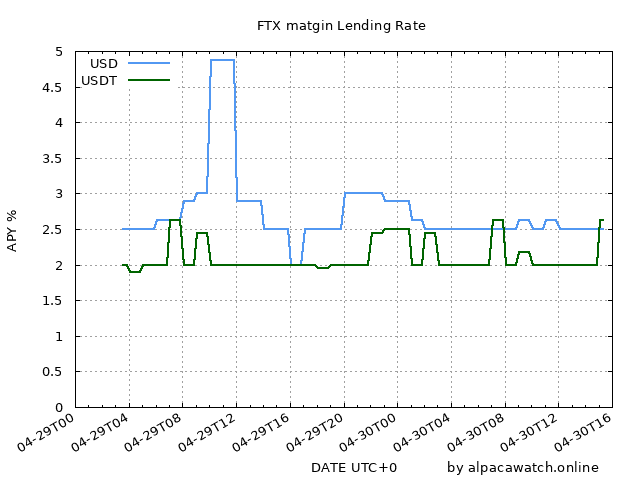 FTX matgin Lending Rate
USD
USDT
5
4.5
4
3.5
3
2.5
2
1.5
1
0.5
0
APY %
04-29T00
04-29T04
04-29T08
04-29T12
04-29T16
04-29T20
04-30T00
04-30T04
04-30T08
04-30T12
04-30T16
DATE UTC+0
by alpacawatch.online